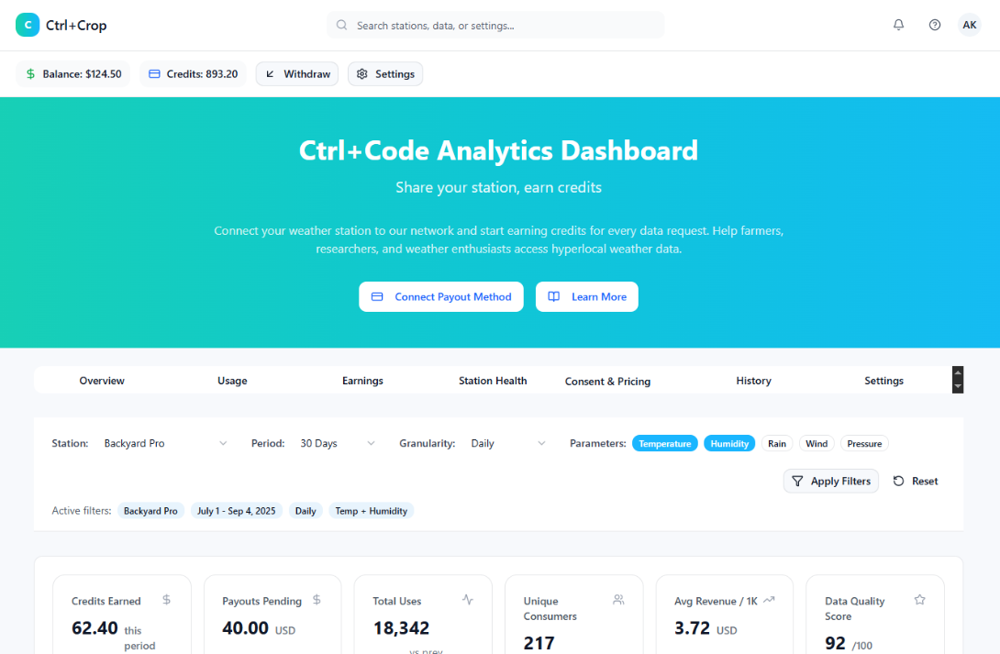 C Ctrl+Crop
Search stations, data, or settings...
AK
Balance: $124.50
Credits: 893.20
Withdraw
Settings
Ctrl+Code Analytics Dashboard
Share your station, earn credits
Connect your weather station to our network and start earning credits for every data request. Help farmers,
researchers, and weather enthusiasts access hyperlocal weather data.
Connect Payout Method
Learn More
Overview
Usage
Earnings
Station Health
Consent & Pricing
History
Settings
Station: Backyard Pro
Period: 30 Days
Granularity: Daily
Parameters: Temperature Humidity Rain Wind Pressure
Apply Filters
Reset
Active filters: Backyard Pro July 1 - Sep 4, 2025 Daily Temp + Humidity
Credits Earned $
62.40 this
period
Payouts Pending $
40.00 USD
Total Uses
18,342
vs prev
Unique
Consumers
217
Avg Revenue / 1K
3.72 USD
Data Quality
Score
92 /100